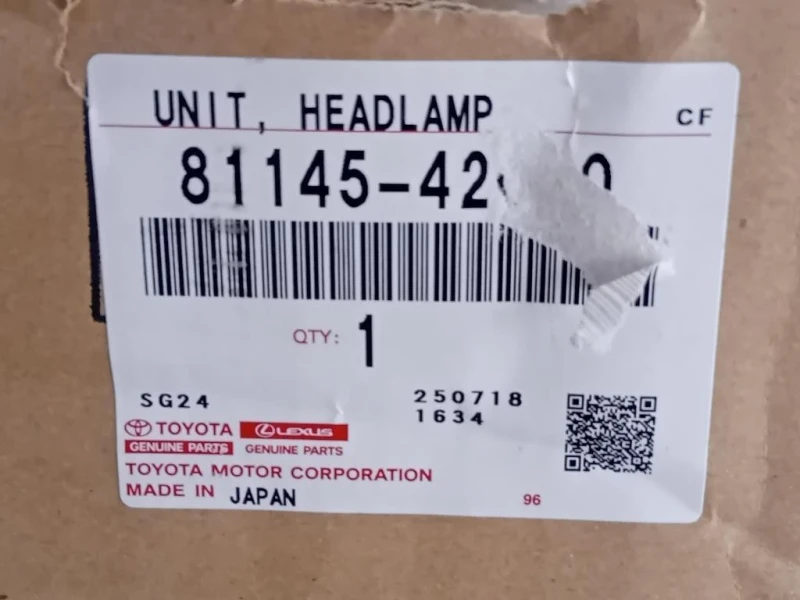 UNIT, HEADLAMP
CF
QTY: 1
SG24
250718
1634
TOYOTA LEXUS
GENUINE PARTS GENUINE PARTS
TOYOTA MOTOR CORPORATION
MADE IN JAPAN
96